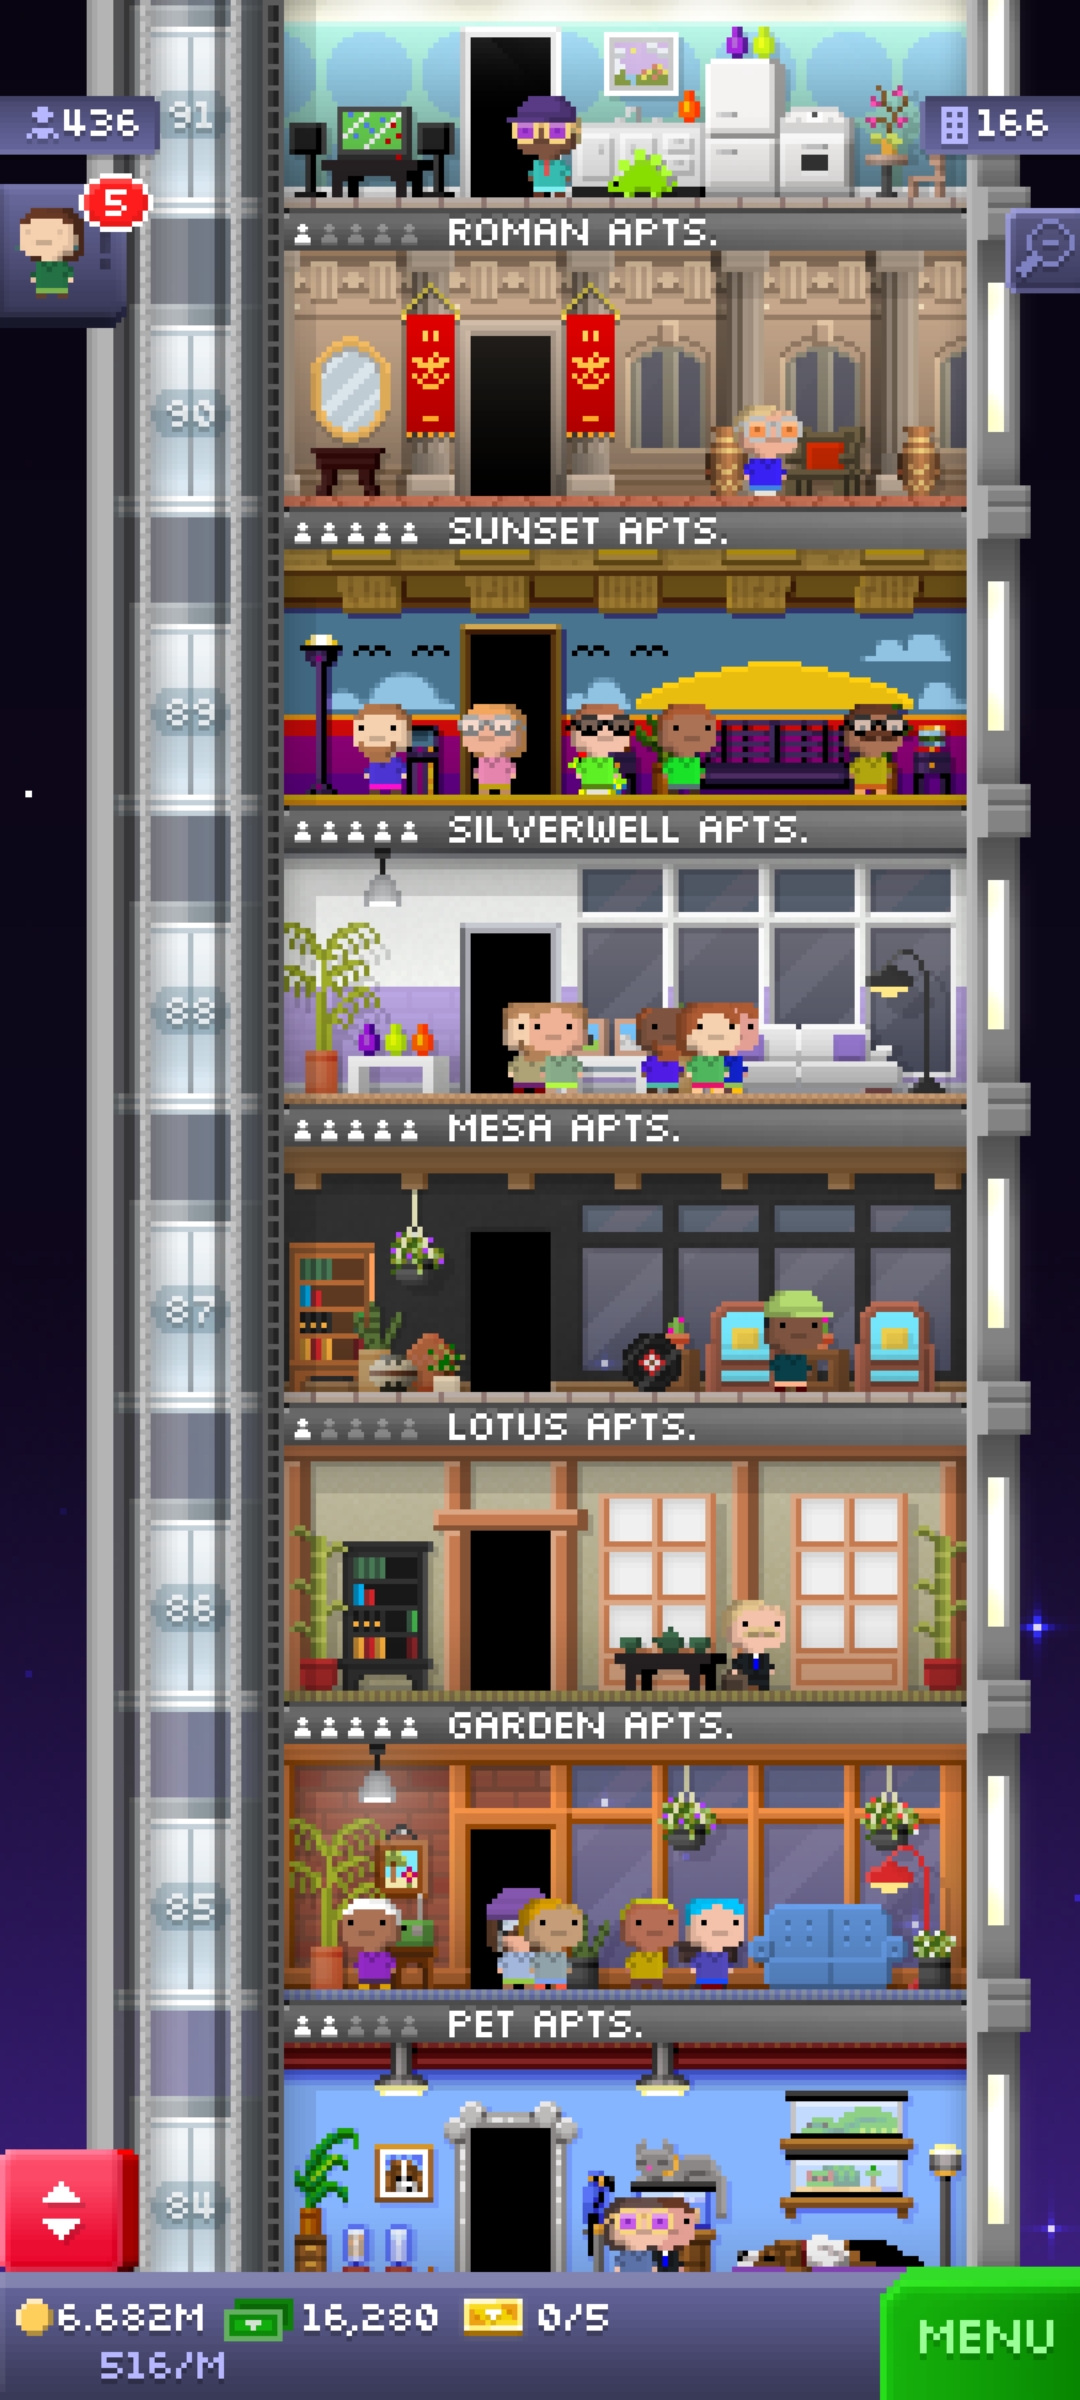 91
436
166
5
!
ROMAN APTS.
90
SUNSET APTS.
89
SILVERWELL APTS.
88
MESA APTS.
87
LOTUS APTS.
86
GARDEN APTS.
85
PET APTS.
84
6.682M 16,280 0/5
516/M
MENU